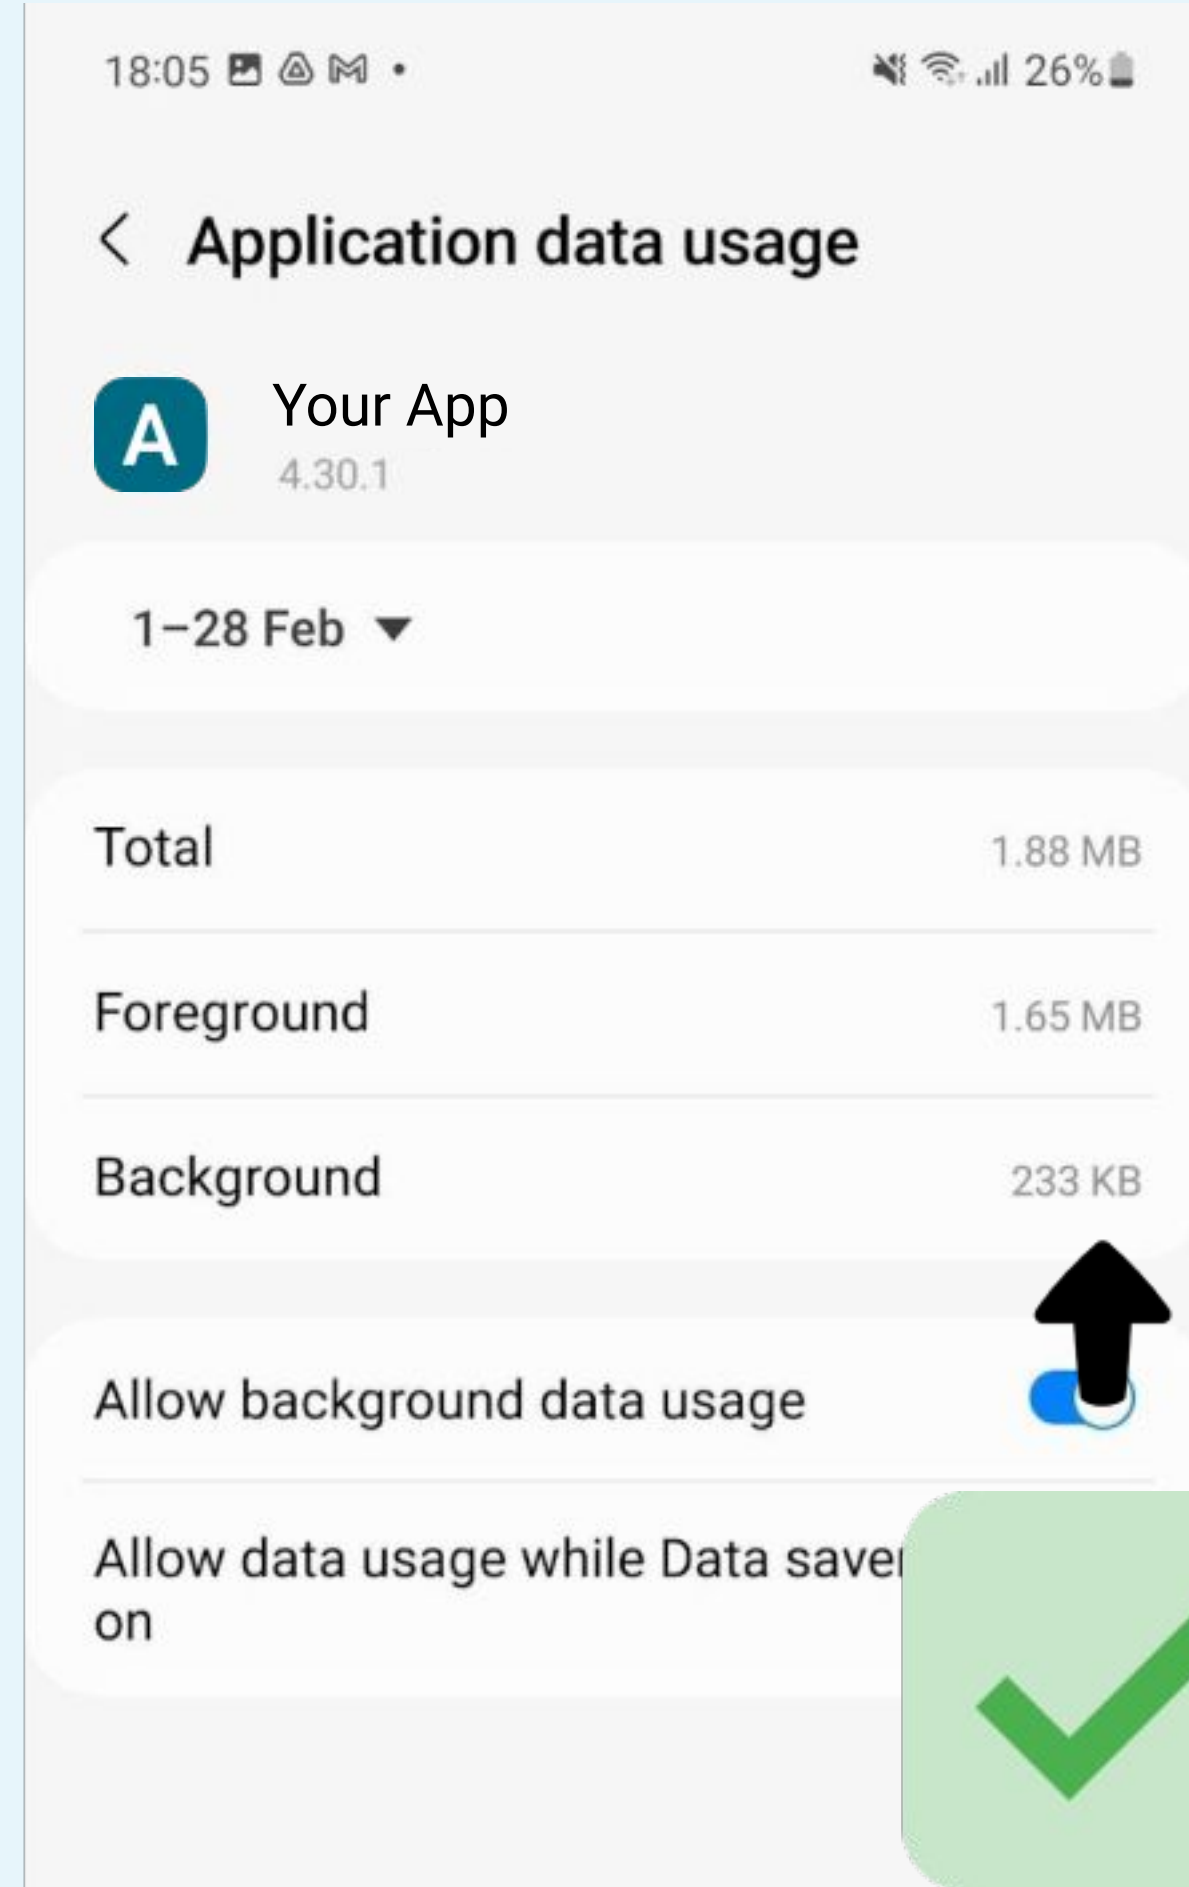 18:05
26%
Application data usage
A
Your App
4.30.1
1–28 Feb
Total
1.88 MB
Foreground
1.65 MB
Background
233 KB
Allow background data usage
Allow data usage while Data saver
on